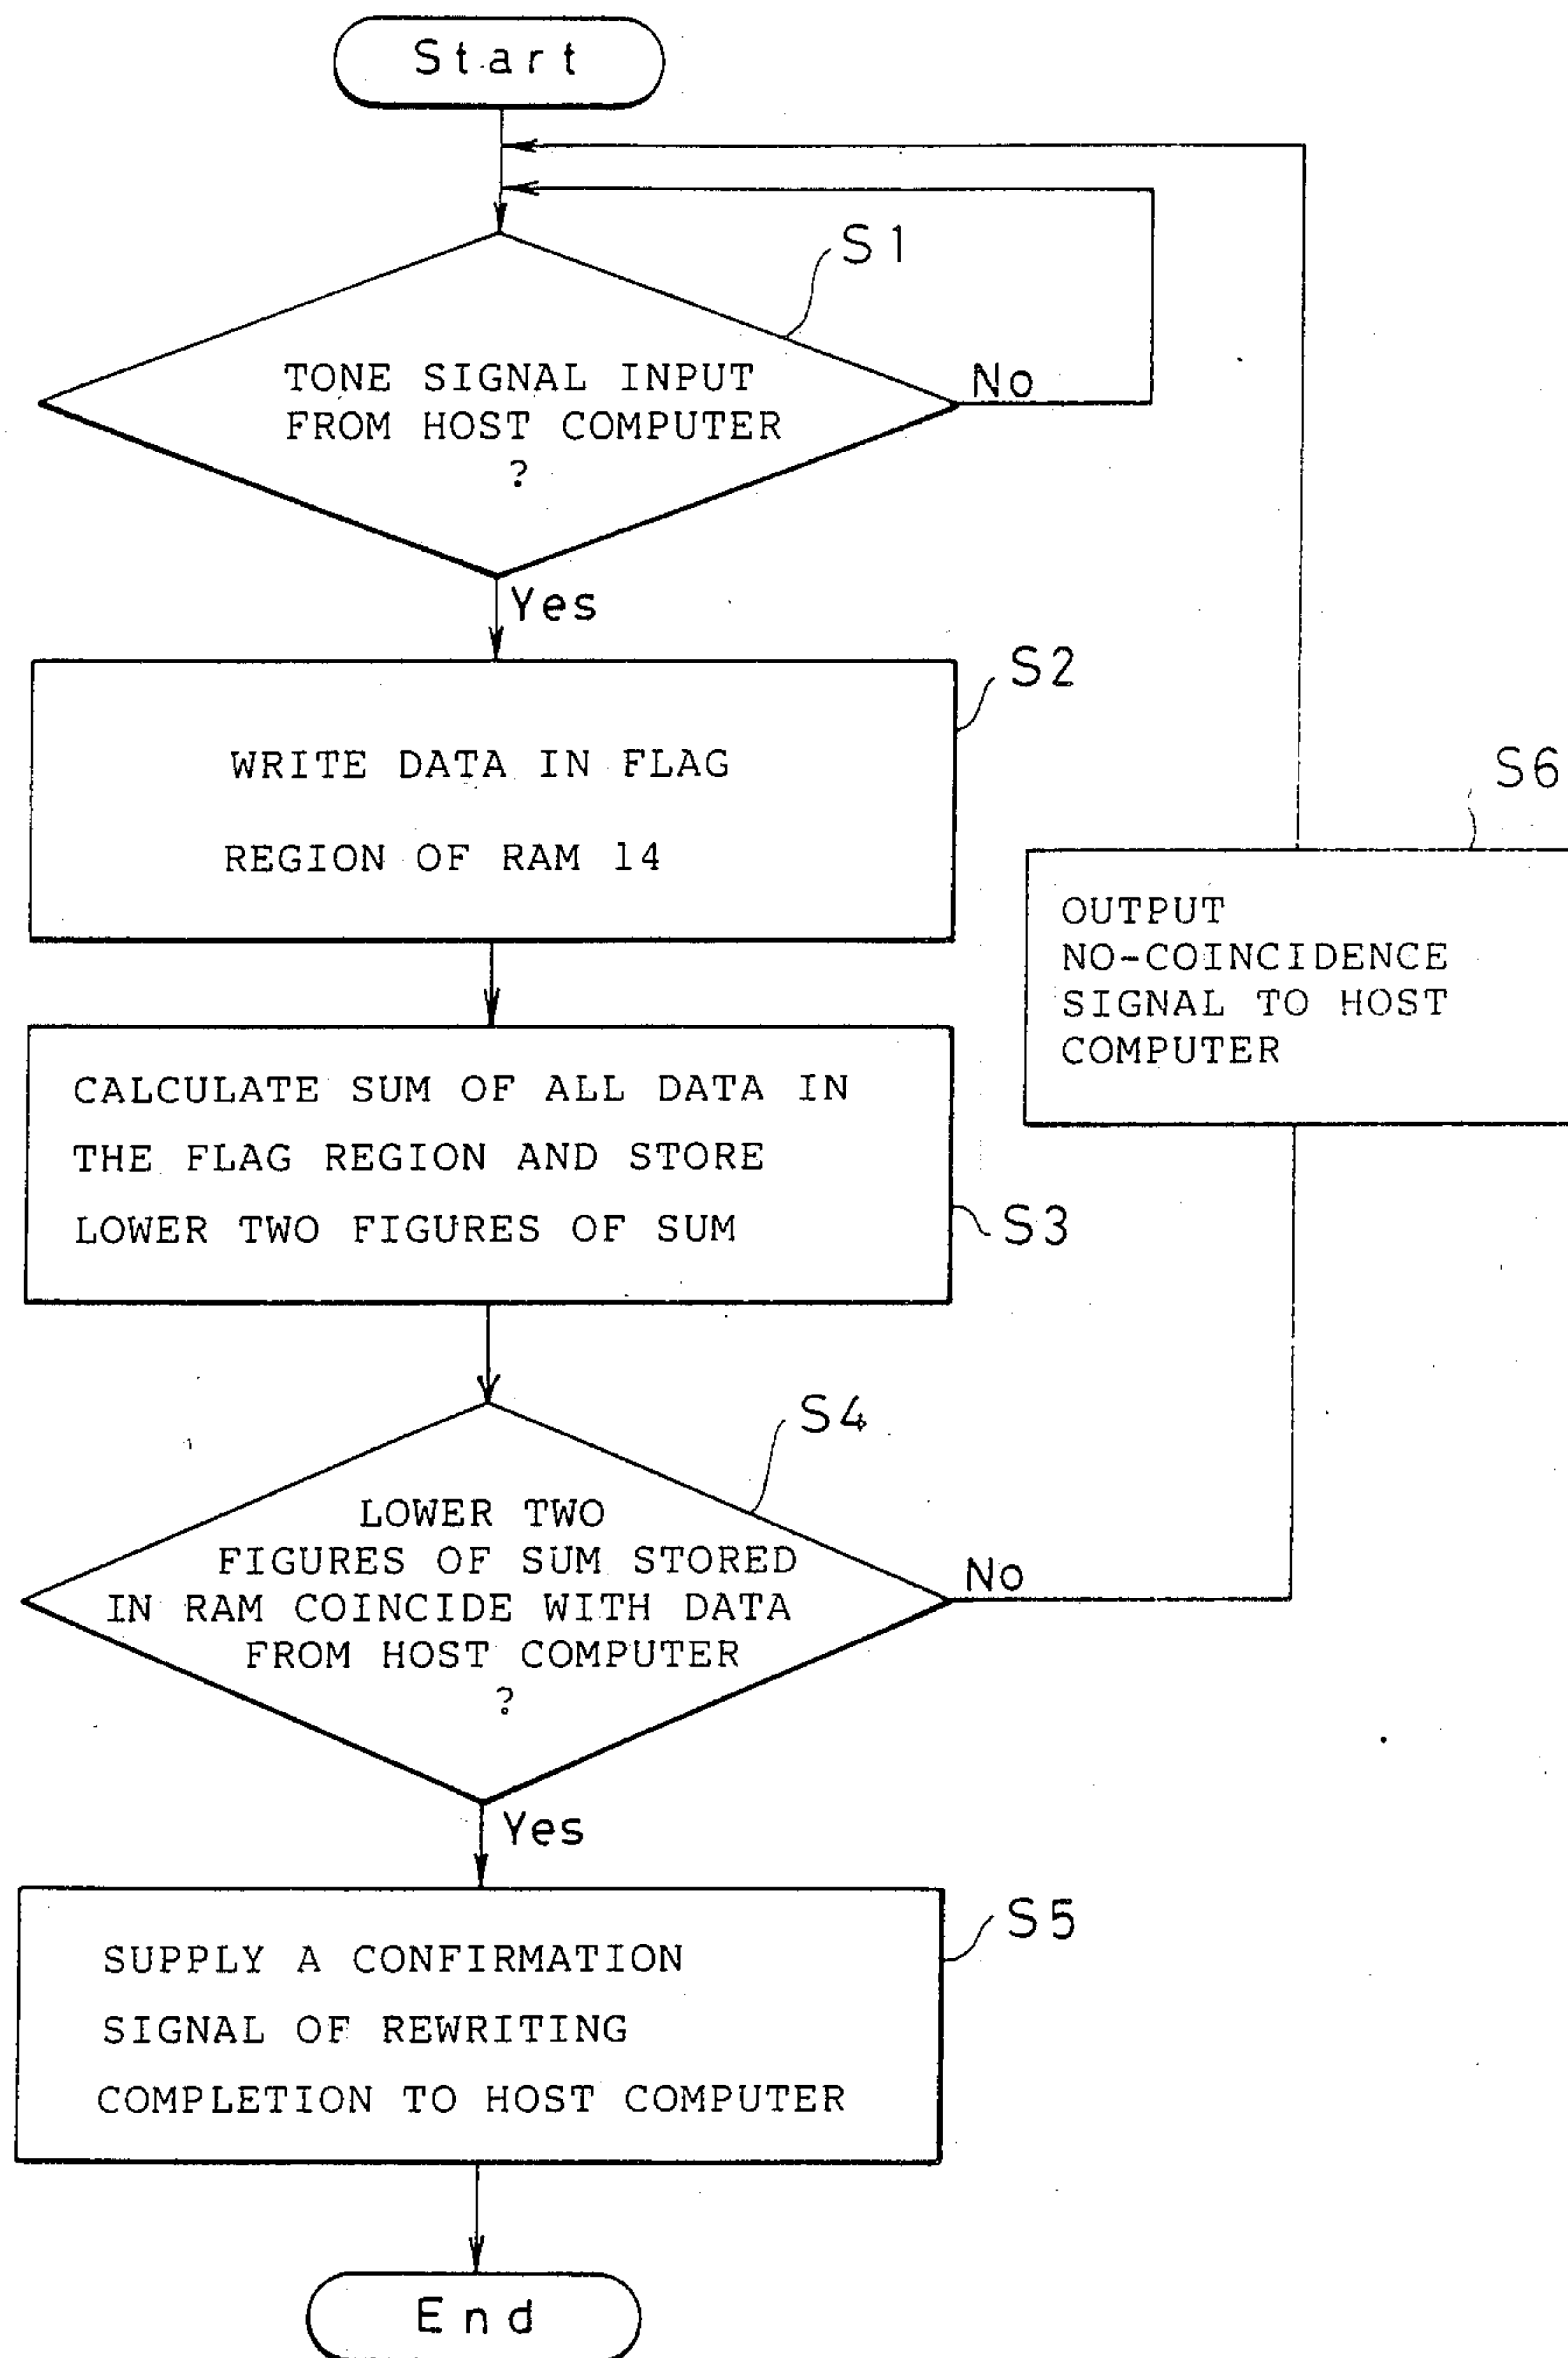 Start
S1
TONE SIGNAL INPUT
FROM HOST COMPUTER
?
No
Yes
S2
WRITE DATA IN FLAG
REGION OF RAM 14
S6
OUTPUT
NO-COINCIDENCE
SIGNAL TO HOST
COMPUTER
CALCULATE SUM OF ALL DATA IN
THE FLAG REGION AND STORE
LOWER TWO FIGURES OF SUM
S3
S4
LOWER TWO
FIGURES OF SUM STORED
IN RAM COINCIDE WITH DATA
FROM HOST COMPUTER
?
No
Yes
S5
SUPPLY A CONFIRMATION
SIGNAL OF REWRITING
COMPLETION TO HOST COMPUTER
End